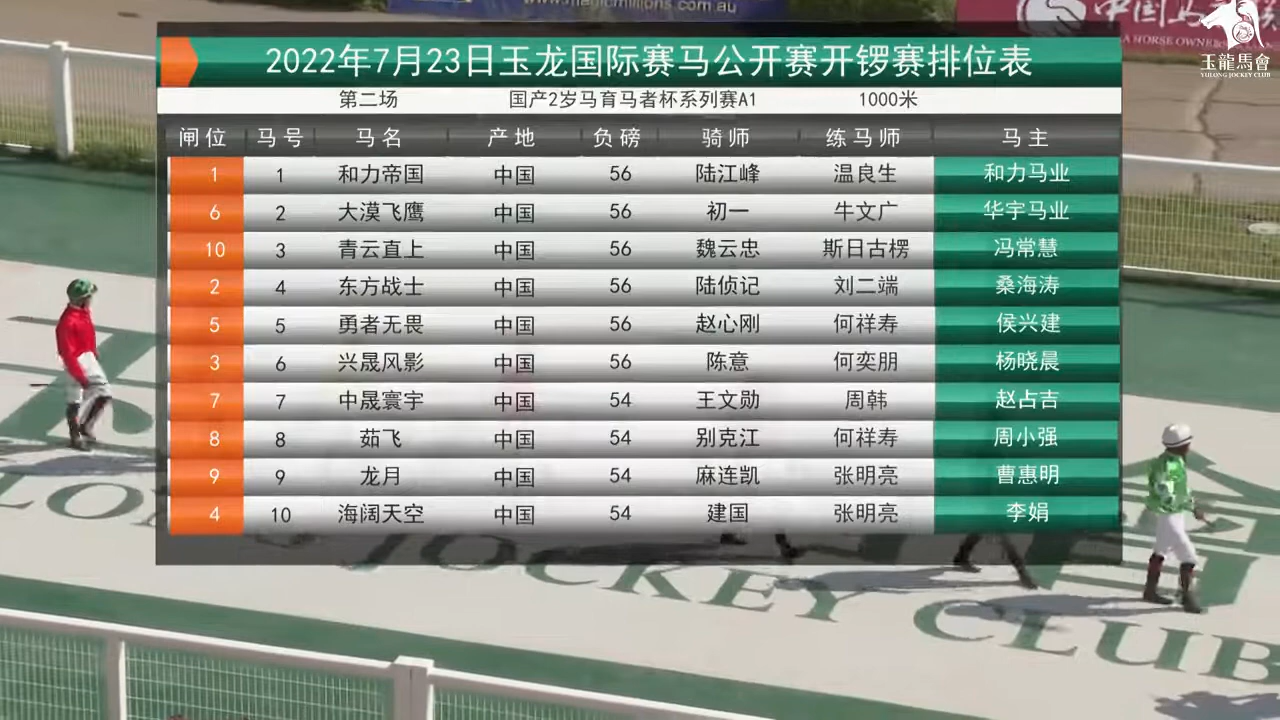 www.magicmillions.com.au
中国马
A HORSE OWNERS
玉龍馬會
YULONG JOCKEY CLUB
2022年7月23日玉龙国际赛马公开赛开锣赛排位表
第二场 国产2岁马育马者杯系列赛A1 1000米
闸位 马号 马名 产地 负磅 骑师 练马师 马主
1 1 和力帝国 中国 56 陆江峰 温良生 和力马业
6 2 大漠飞鹰 中国 56 初一 牛文广 华宇马业
10 3 青云直上 中国 56 魏云忠 斯日古楞 冯常慧
2 4 东方战士 中国 56 陆侦记 刘二端 桑海涛
5 5 勇者无畏 中国 56 赵心刚 何祥寿 侯兴建
3 6 兴晟风影 中国 56 陈意 何奕朋 杨晓晨
7 7 中晟寰宇 中国 54 王文勋 周韩 赵占吉
8 8 茹飞 中国 54 别克江 何祥寿 周小强
9 9 龙月 中国 54 麻连凯 张明亮 曹惠明
4 10 海阔天空 中国 54 建国 张明亮 李娟
JOCKEY CLUB